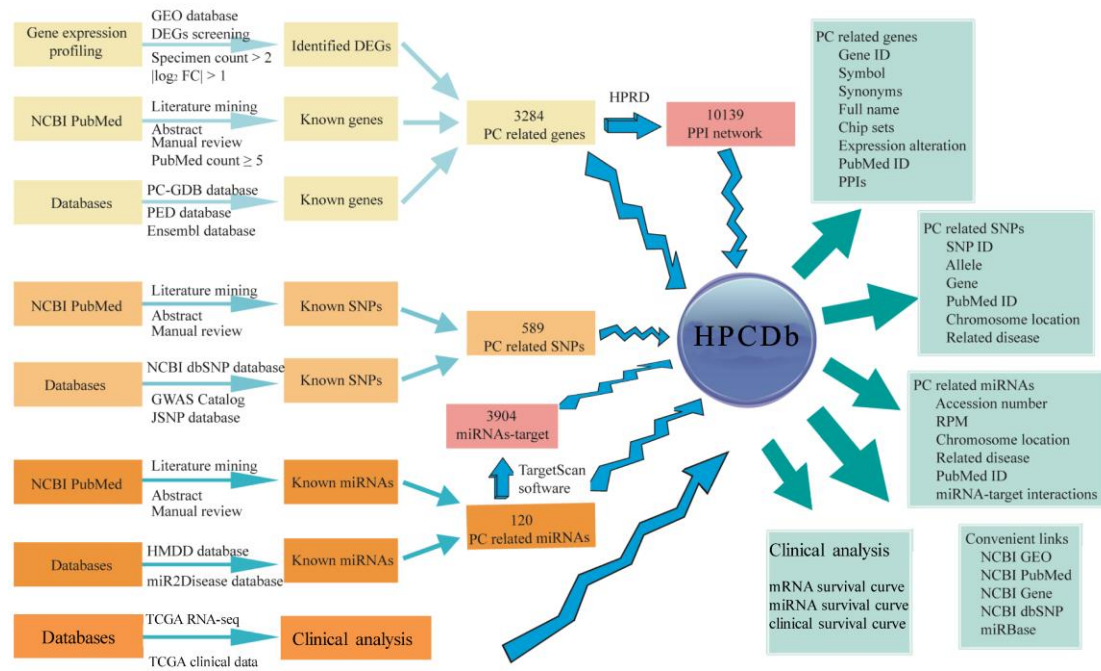 Gene expression
profiling
GEO database
DEGs screening
Specimen count > 2
|log₂ FC| > 1
Identified DEGs
NCBI PubMed
Literature mining
Abstract
Manual review
PubMed count ≥ 5
Known genes
Databases
PC-GDB database
PED database
Ensembl database
Known genes
3284
PC related genes
HPRD
10139
PPI network
NCBI PubMed
Literature mining
Abstract
Manual review
Known SNPs
Databases
NCBI dbSNP database
GWAS Catalog
JSNP database
Known SNPs
589
PC related SNPs
3904
miRNAs-target
TargetScan
software
NCBI PubMed
Literature mining
Abstract
Manual review
Known miRNAs
Databases
HMDD database
miR2Disease database
Known miRNAs
120
PC related miRNAs
Databases
TCGA RNA-seq
TCGA clinical data
Clinical analysis
HPCDb
PC related genes
Gene ID
Symbol
Synonyms
Full name
Chip sets
Expression alteration
PubMed ID
PPIs
PC related SNPs
SNP ID
Allele
Gene
PubMed ID
Chromosome location
Related disease
PC related miRNAs
Accession number
RPM
Chromosome location
Related disease
PubMed ID
miRNA-target interactions
Clinical analysis
mRNA survival curve
miRNA survival curve
clinical survival curve
Convenient links
NCBI GEO
NCBI PubMed
NCBI Gene
NCBI dbSNP
miRBase